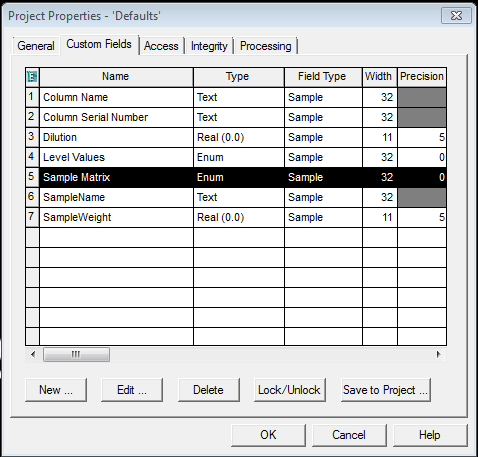 Project Properties - 'Defaults'
General Custom Fields Access Integrity Processing
Name Type Field Type Width Precision
1 Column Name Text Sample 32
2 Column Serial Number Text Sample 32
3 Dilution Real (0.0) Sample 11 5
4 Level Values Enum Sample 32 0
5 Sample Matrix Enum Sample 32 0
6 SampleName Text Sample 32
7 SampleWeight Real (0.0) Sample 11 5
New ... Edit ... Delete Lock/Unlock Save to Project ...
OK Cancel Help